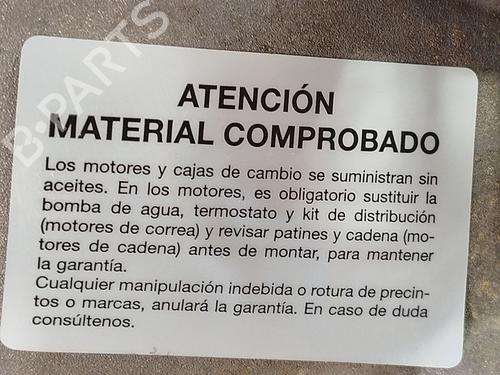 B-PARTS
ATENCIÓN
MATERIAL COMPROBADO
Los motores y cajas de cambio se suministran sin
aceites. En los motores, es obligatorio sustituir la
bomba de agua, termostato y kit de distribución
(motores de correa) y revisar patines y cadena (mo-
tores de cadena) antes de montar, para mantener
la garantía.
Cualquier manipulación indebida o rotura de precin-
tos o marcas, anulará la garantía. En caso de duda
consúltenos.